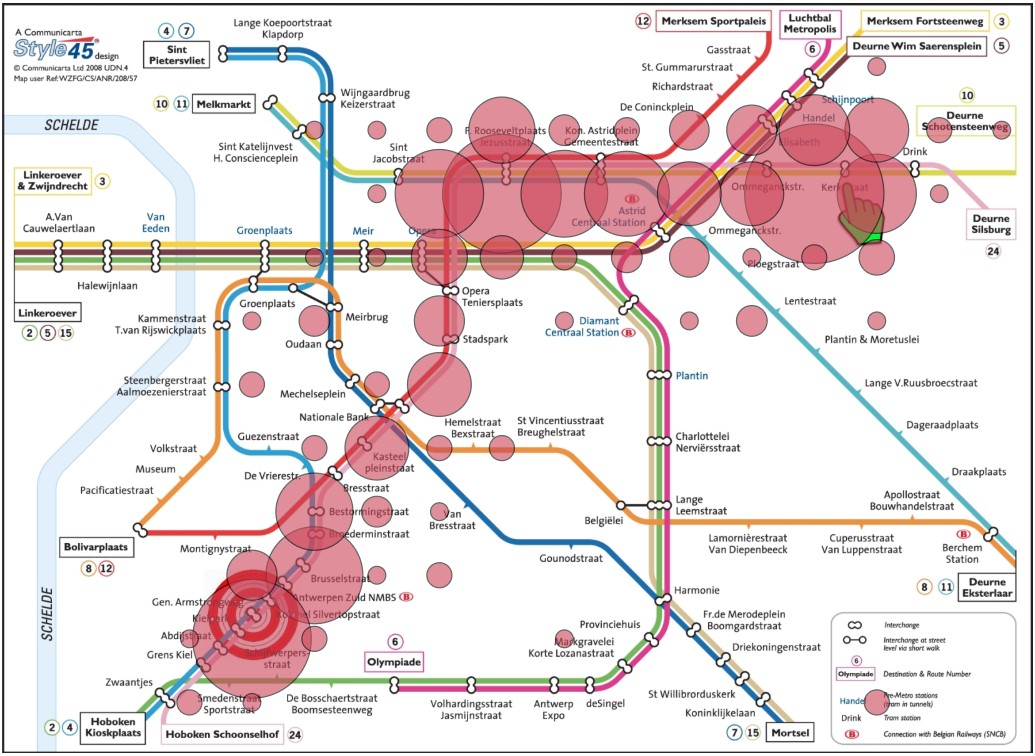 A Communicarta
Style45 design
© Communicarta Ltd 2008 UDN.4
Map user Ref:WZFG/CS/ANR/208/57
4 7
Sint
Pietersvliet
Lange Koepoortstraat
Klapdorp
12
Merksem Sportpaleis
Luchtbal
Metropolis
6
Merksem Fortsteenweg
3
Deurne Wim Saerensplein
5
Gasstraat
St. Gummarurstraat
Richardstraat
De Coninckplein
10 11
Melkmarkt
Wijngaardbrug
Keizerstraat
Schijnpoort
Handel
Elisabeth
10
Deurne
Schotensteenweg
SCHELDE
Sint Katelijnvest
H. Conscienceplein
Sint
Jacobstraat
F. Rooseveltplaats
Jezusstraat
Kon. Astridplein
Gemeentestraat
Drink
Linkeroever
& Zwijndrecht
3
Ommeganckstr.
Kerkstraat
A.Van
Cauwelaertlaan
Van
Eeden
Groenplaats
Meir
Opera
B
Astrid
Centraal Station
Ommeganckstr.
Deurne
Silsburg
24
Halewijnlaan
Ploegstraat
Linkeroever
2 5 15
Groenplaats
Opera
Teniersplaats
Lentestraat
Kammenstraat
T.van Rijswickplaats
Meirbrug
Diamant
Centraal Station B
Oudaan
Stadspark
Plantin & Moretuslei
Steenbergerstraat
Aalmoezenierstraat
Mechelseplein
Plantin
Lange V.Ruusbroecstraat
Nationale Bank
Hemelstraat
Bexstraat
St Vincentiusstraat
Breughelstraat
Dageraadplaats
Guezenstraat
Charlottelei
Nerviërsstraat
Volkstraat
Museum
Kasteel
pleinstraat
De Vrierestr.
Draakplaats
Pacificatiestraat
Bresstraat
Lange
Leemstraat
Apollostraat
Bouwhandelstraat
Bestormingstraat
Van
Bresstraat
Belgiëlei
Bolivarplaats
8 12
Montignystraat
Broederminstraat
Lamornièrestraat
Van Diepenbeeck
Cuperusstraat
Van Luppenstraat
B
Berchem
Station
Gounodstraat
Brusselstraat
8 11
Deurne
Eksterlaar
SCHELDE
Antwerpen Zuid NMBS B
Harmonie
Gen. Armstrongweg
Silvertopstraat
Fr.de Merodeplein
Boomgardstraat
Provinciehuis
Grens Kiel
6
Olympiade
Markgravelei
Korte Lozanastraat
Driekoningenstraat
Zwaantjes
Smedenstraat
Sportstraat
De Bosschaertstraat
Boomsesteenweg
Volhardingsstraat
Jasmijnstraat
Antwerp
Expo
deSingel
St Willibrorduskerk
Koninklijkelaan
2 4
Hoboken
Kioskplaats
Hoboken Schoonselhof
24
7 15
Mortsel
Interchange
Interchange at street
level via short walk
6
Olympiade
Destination & Route Number
Pre-Metro stations
(tram in tunnels)
Drink
Tram station
B
Connection with Belgian Railways (SNCB)